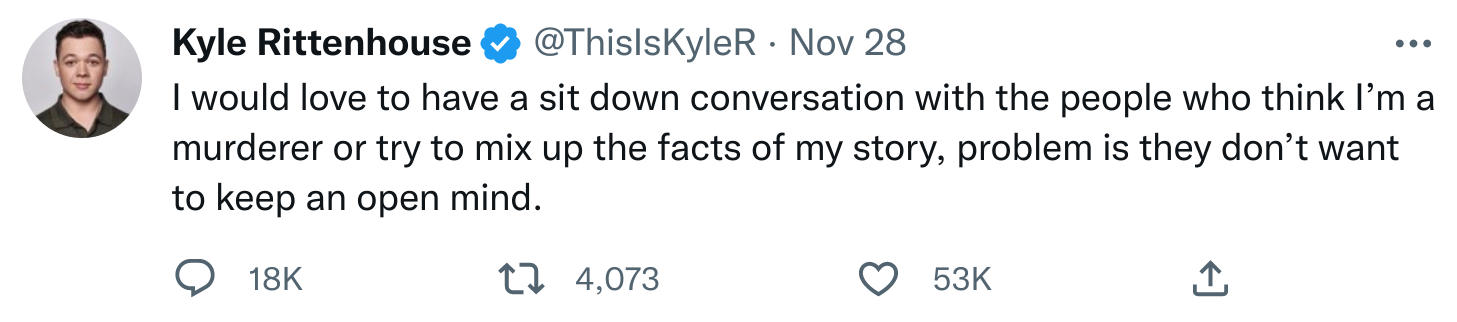 Kyle Rittenhouse @ThisIsKyleR · Nov 28
I would love to have a sit down conversation with the people who think I’m a
murderer or try to mix up the facts of my story, problem is they don’t want
to keep an open mind.
18K 4,073 53K